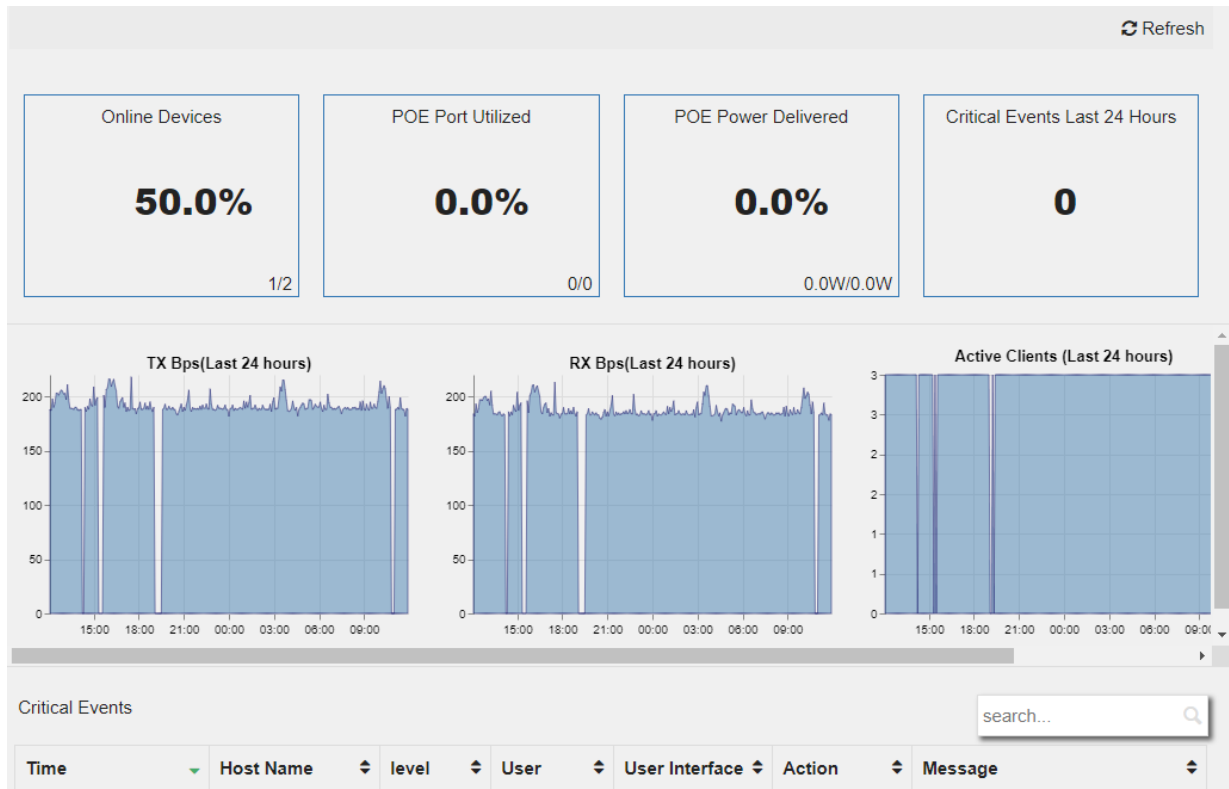 Refresh
Online Devices
50.0%
1/2
POE Port Utilized
0.0%
0/0
POE Power Delivered
0.0%
0.0W/0.0W
Critical Events Last 24 Hours
0
TX Bps(Last 24 hours)
200
150
100
50
0
15:00 18:00 21:00 00:00 03:00 06:00 09:00
RX Bps(Last 24 hours)
200
150
100
50
0
15:00 18:00 21:00 00:00 03:00 06:00 09:00
Active Clients (Last 24 hours)
3
3
2
2
1
1
0
15:00 18:00 21:00 00:00 03:00 06:00 09:0
Critical Events
search...
Time Host Name level User User Interface Action Message